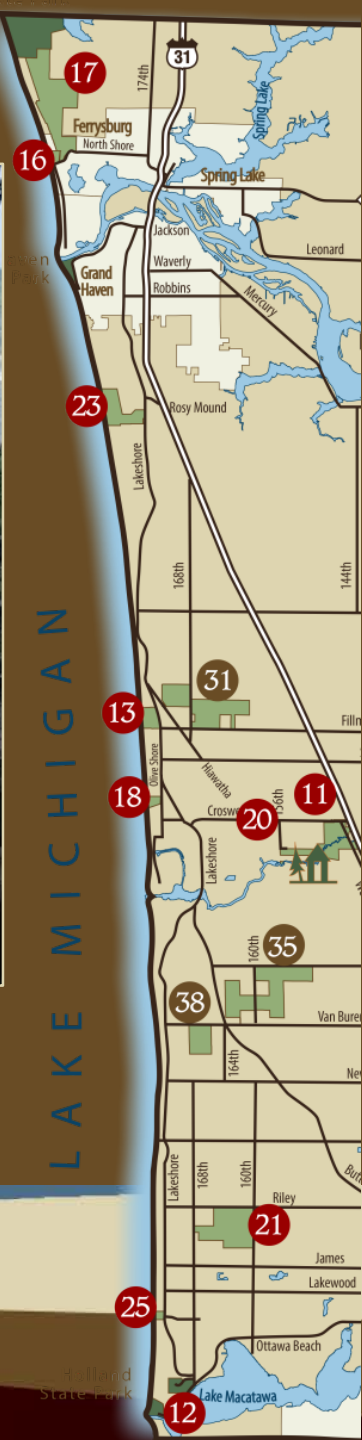 31
17
174th
Spring Lake
Ferrysburg
North Shore
16
Spring Lake
Jackson
Leonard
Waverly
Park
Grand
Haven
Robbins
Mercury
23
Rosy Mound
Lakeshore
168th
144th
LAKE MICHIGAN
31
13
Olive Shore
Hiawatha
18
11
20
Lakeshore
160th
35
38
Van Bure
164th
Lakeshore
168th
160th
Riley
21
James
Lakewood
25
Ottawa Beach
Holland
State Park
Lake Macatawa
12